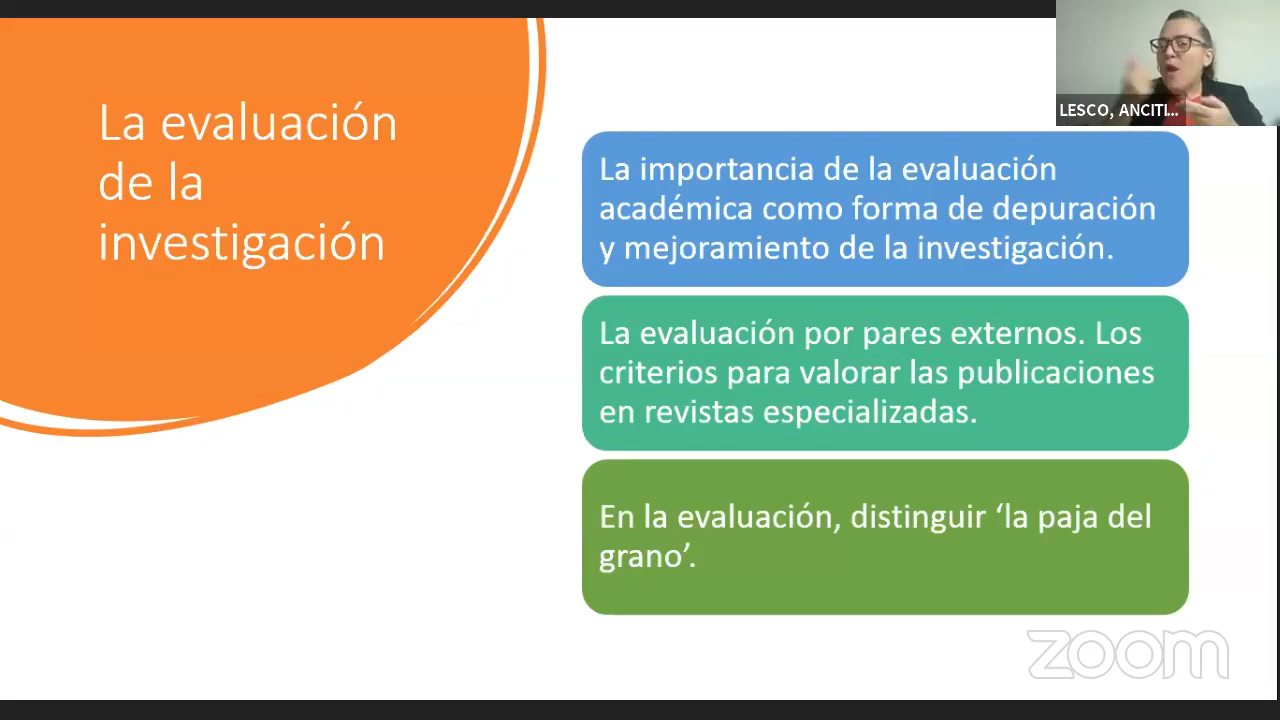 La evaluación
de la
investigación
LESCO, ANCITI...
La importancia de la evaluación
académica como forma de depuración
y mejoramiento de la investigación.
La evaluación por pares externos. Los
criterios para valorar las publicaciones
en revistas especializadas.
En la evaluación, distinguir ‘la paja del
grano’.
zoom